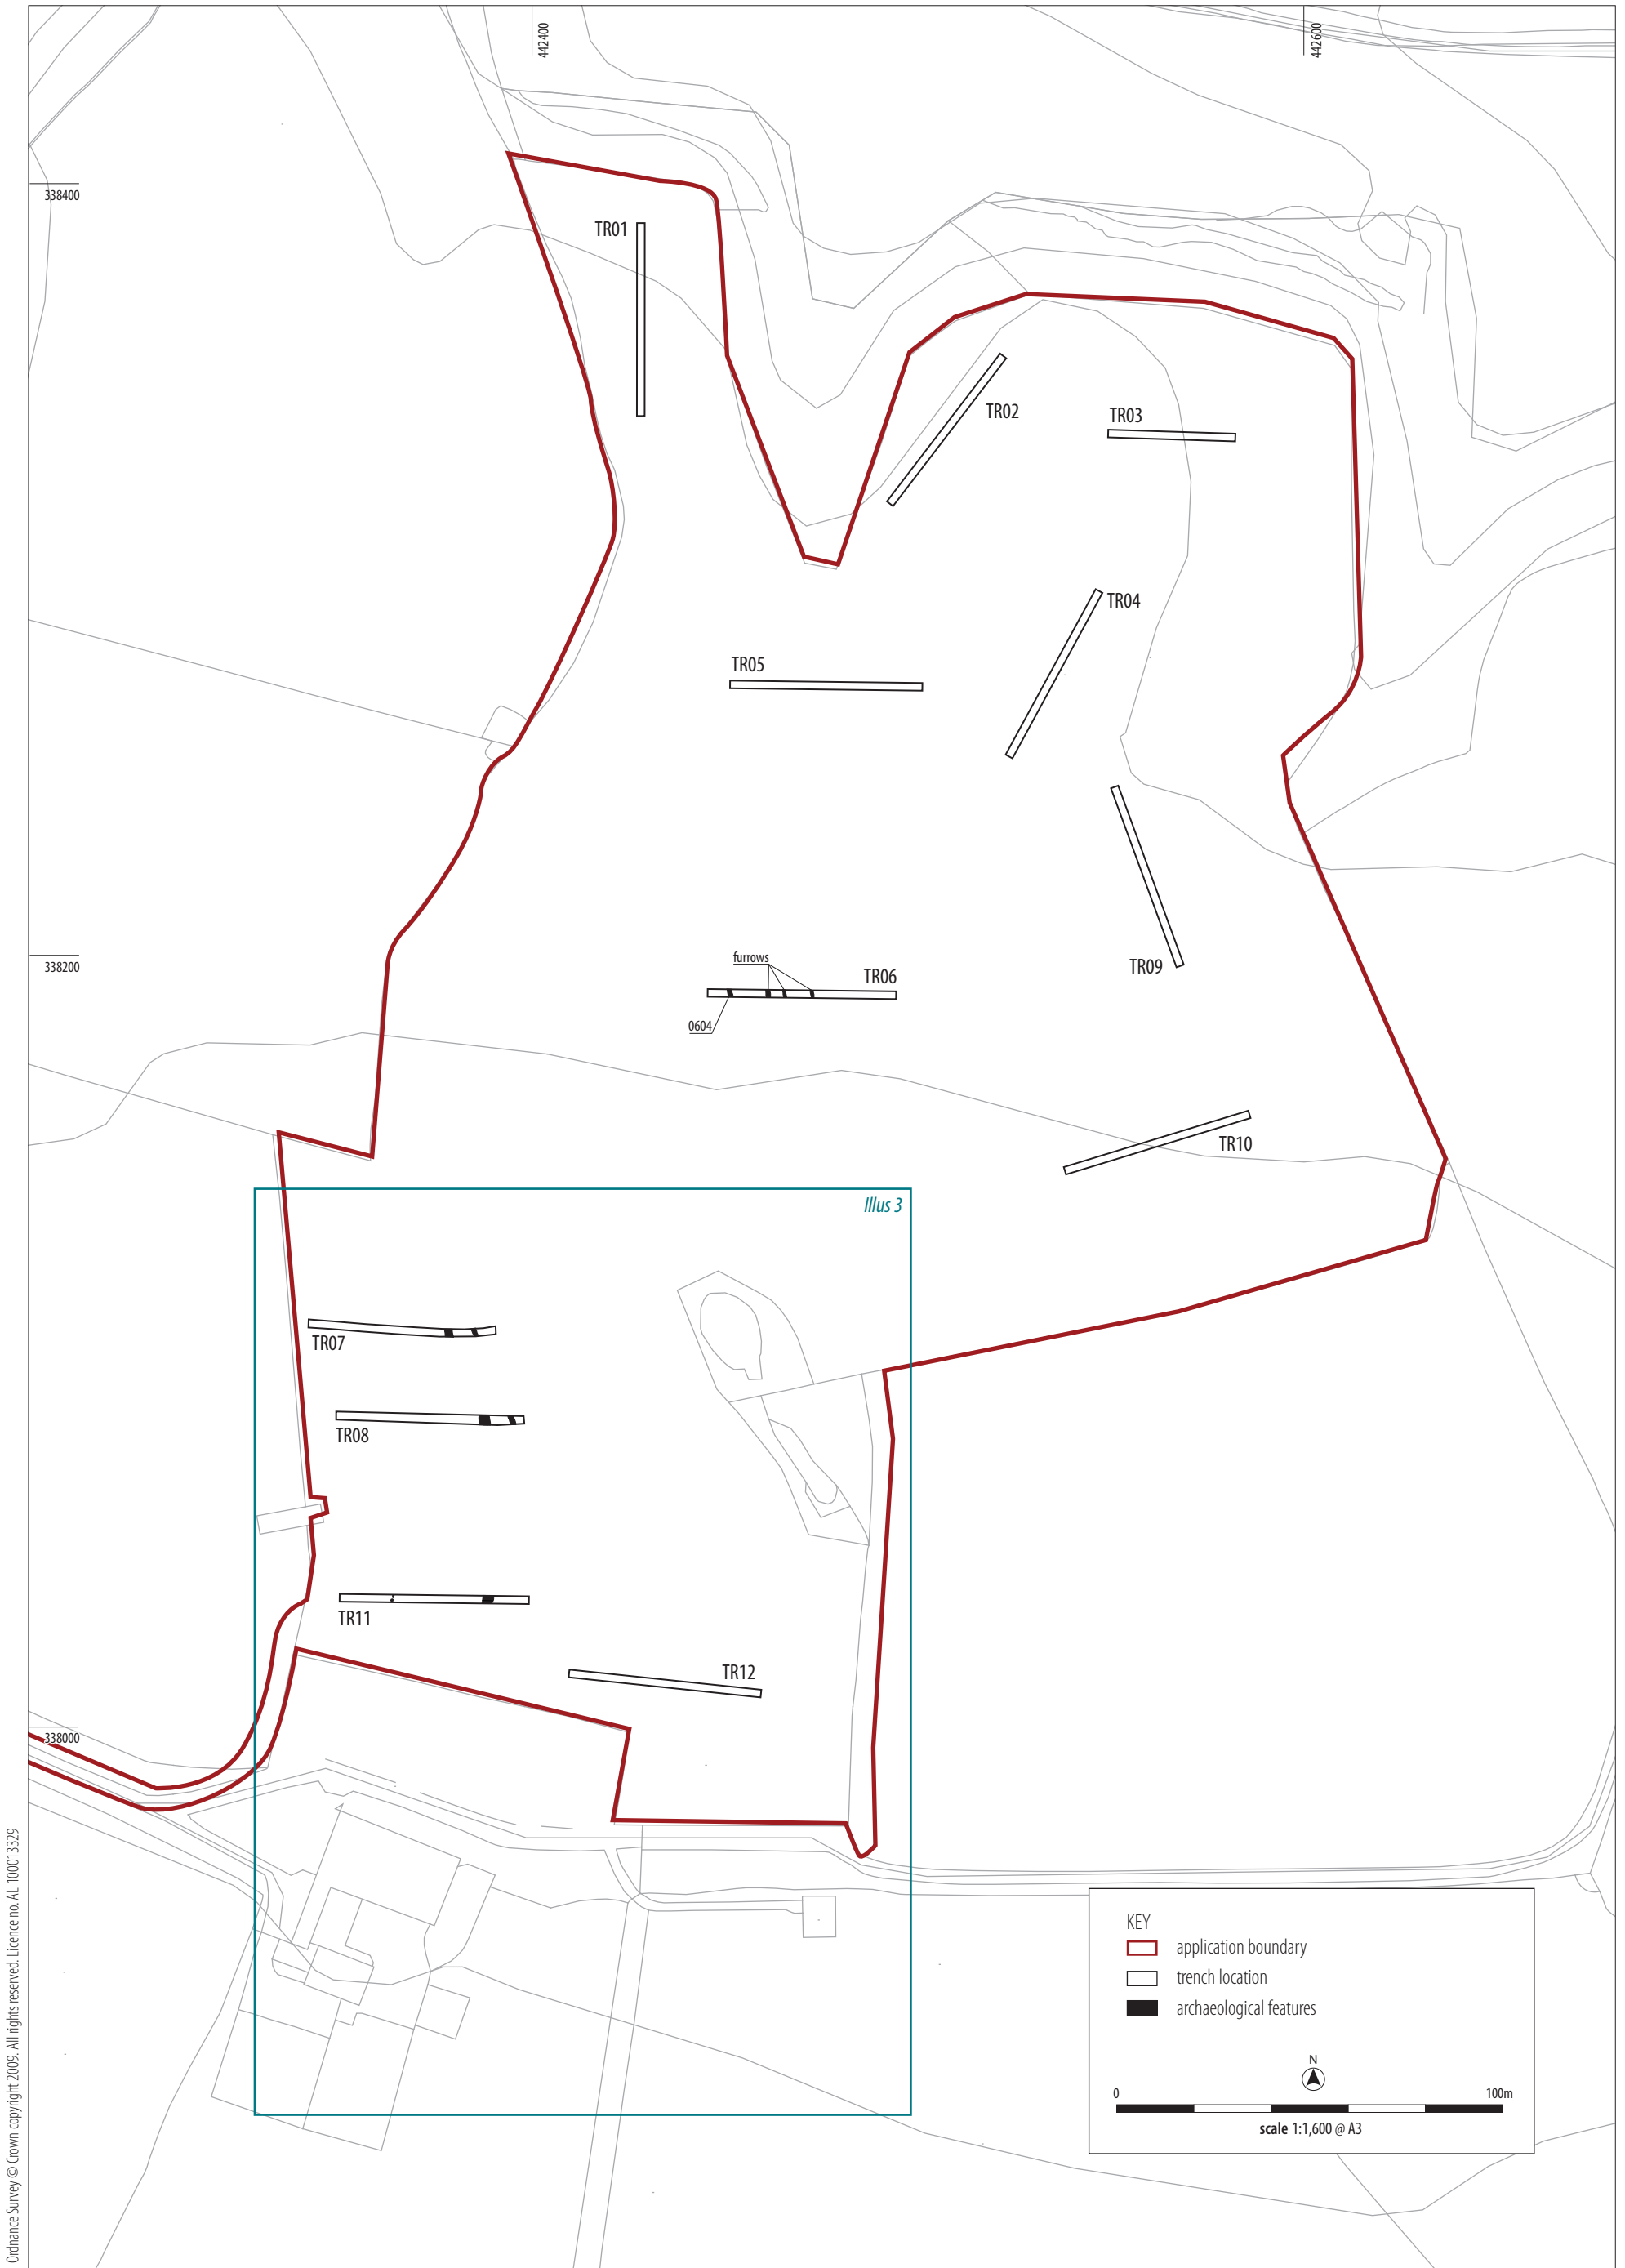 442400
442600
338400
TR01
TR02
TR03
TR04
TR05
furrows
TR06
TR09
338200
0604
TR10
Illus 3
TR07
TR08
TR11
TR12
338000
KEY
application boundary
trench location
archaeological features
N
0
100m
scale 1:1,600 @ A3
Ordnance Survey © Crown copyright 2009. All rights reserved. Licence no. AL 100013329